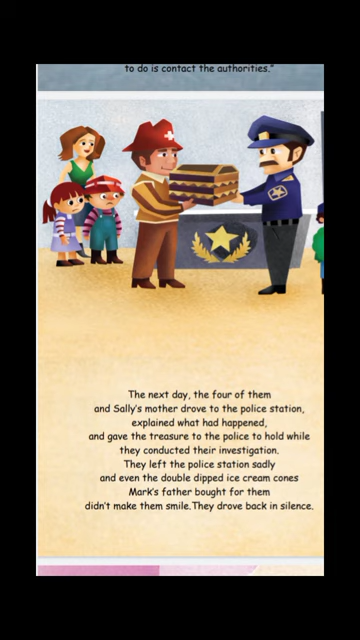 to do is contact the authorities."
The next day, the four of them
and Sally's mother drove to the police station,
explained what had happened,
and gave the treasure to the police to hold while
they conducted their investigation.
They left the police station sadly
and even the double dipped ice cream cones
Mark's father bought for them
didn't make them smile.They drove back in silence.